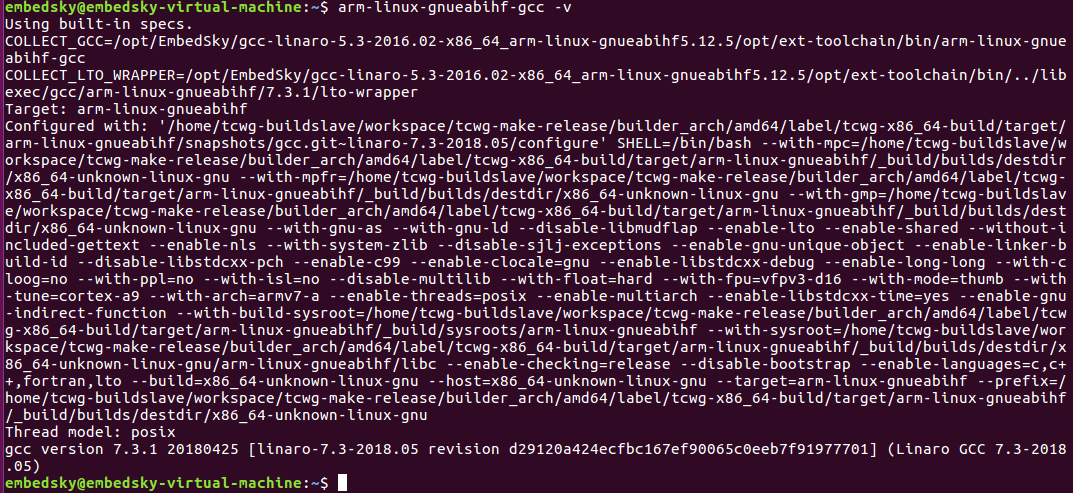 embedsky@embedsky-virtual-machine:~$ arm-linux-gnueabihf-gcc -v
Using built-in specs.
COLLECT_GCC=/opt/EmbedSky/gcc-linaro-5.3-2016.02-x86_64_arm-linux-gnueabihf5.12.5/opt/ext-toolchain/bin/arm-linux-gnue
abihf-gcc
COLLECT_LTO_WRAPPER=/opt/EmbedSky/gcc-linaro-5.3-2016.02-x86_64_arm-linux-gnueabihf5.12.5/opt/ext-toolchain/bin/../lib
exec/gcc/arm-linux-gnueabihf/7.3.1/lto-wrapper
Target: arm-linux-gnueabihf
Configured with: '/home/tcwg-buildslave/workspace/tcwg-make-release/builder_arch/amd64/label/tcwg-x86_64-build/target/
arm-linux-gnueabihf/snapshots/gcc.git~linaro-7.3-2018.05/configure' SHELL=/bin/bash --with-mpc=/home/tcwg-buildslave/w
orkspace/tcwg-make-release/builder_arch/amd64/label/tcwg-x86_64-build/target/arm-linux-gnueabihf/_build/builds/destdir
/x86_64-unknown-linux-gnu --with-mpfr=/home/tcwg-buildslave/workspace/tcwg-make-release/builder_arch/amd64/label/tcwg-
x86_64-build/target/arm-linux-gnueabihf/_build/builds/destdir/x86_64-unknown-linux-gnu --with-gmp=/home/tcwg-buildslav
e/workspace/tcwg-make-release/builder_arch/amd64/label/tcwg-x86_64-build/target/arm-linux-gnueabihf/_build/builds/dest
dir/x86_64-unknown-linux-gnu --with-gnu-as --with-gnu-ld --disable-libmudflap --enable-lto --enable-shared --without-i
ncluded-gettext --enable-nls --with-system-zlib --disable-sjlj-exceptions --enable-gnu-unique-object --enable-linker-b
uild-id --disable-libstdcxx-pch --enable-c99 --enable-clocale=gnu --enable-libstdcxx-debug --enable-long-long --with-c
loog=no --with-ppl=no --with-isl=no --disable-multilib --with-float=hard --with-fpu=vfpv3-d16 --with-mode=thumb --with
-tune=cortex-a9 --with-arch=armv7-a --enable-threads=posix --enable-multiarch --enable-libstdcxx-time=yes --enable-gnu
-indirect-function --with-build-sysroot=/home/tcwg-buildslave/workspace/tcwg-make-release/builder_arch/amd64/label/tcw
g-x86_64-build/target/arm-linux-gnueabihf/_build/sysroots/arm-linux-gnueabihf --with-sysroot=/home/tcwg-buildslave/wor
kspace/tcwg-make-release/builder_arch/amd64/label/tcwg-x86_64-build/target/arm-linux-gnueabihf/_build/builds/destdir/x
86_64-unknown-linux-gnu/arm-linux-gnueabihf/libc --enable-checking=release --disable-bootstrap --enable-languages=c,c+
+,fortran,lto --build=x86_64-unknown-linux-gnu --host=x86_64-unknown-linux-gnu --target=arm-linux-gnueabihf --prefix=/
home/tcwg-buildslave/workspace/tcwg-make-release/builder_arch/amd64/label/tcwg-x86_64-build/target/arm-linux-gnueabihf
/_build/builds/destdir/x86_64-unknown-linux-gnu
Thread model: posix
gcc version 7.3.1 20180425 [linaro-7.3-2018.05 revision d29120a424ecfbc167ef90065c0eeb7f91977701] (Linaro GCC 7.3-2018
.05)
embedsky@embedsky-virtual-machine:~$